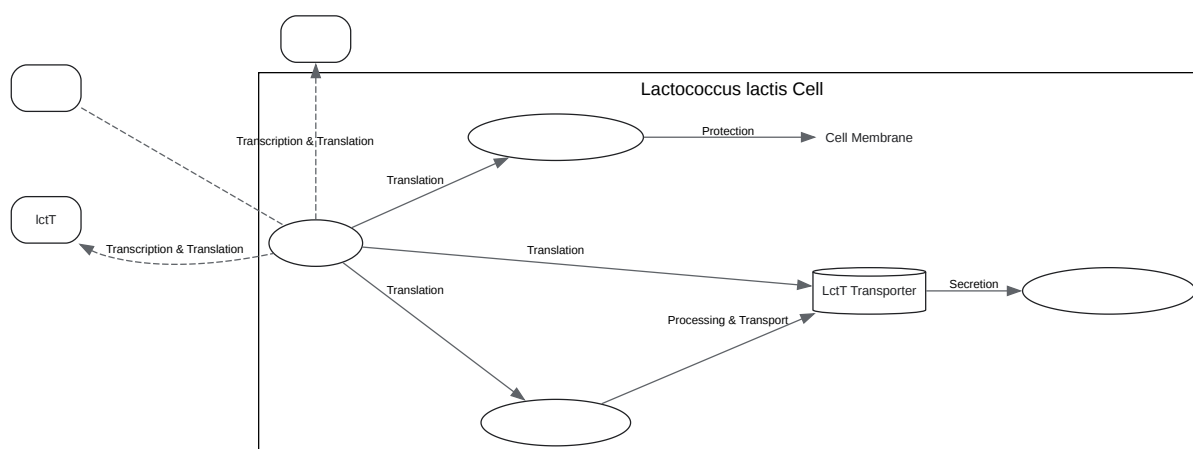 Lactococcus lactis Cell
Transcription & Translation
Protection
Cell Membrane
Translation
lctT
Transcription & Translation
Translation
Translation
LctT Transporter
Secretion
Processing & Transport